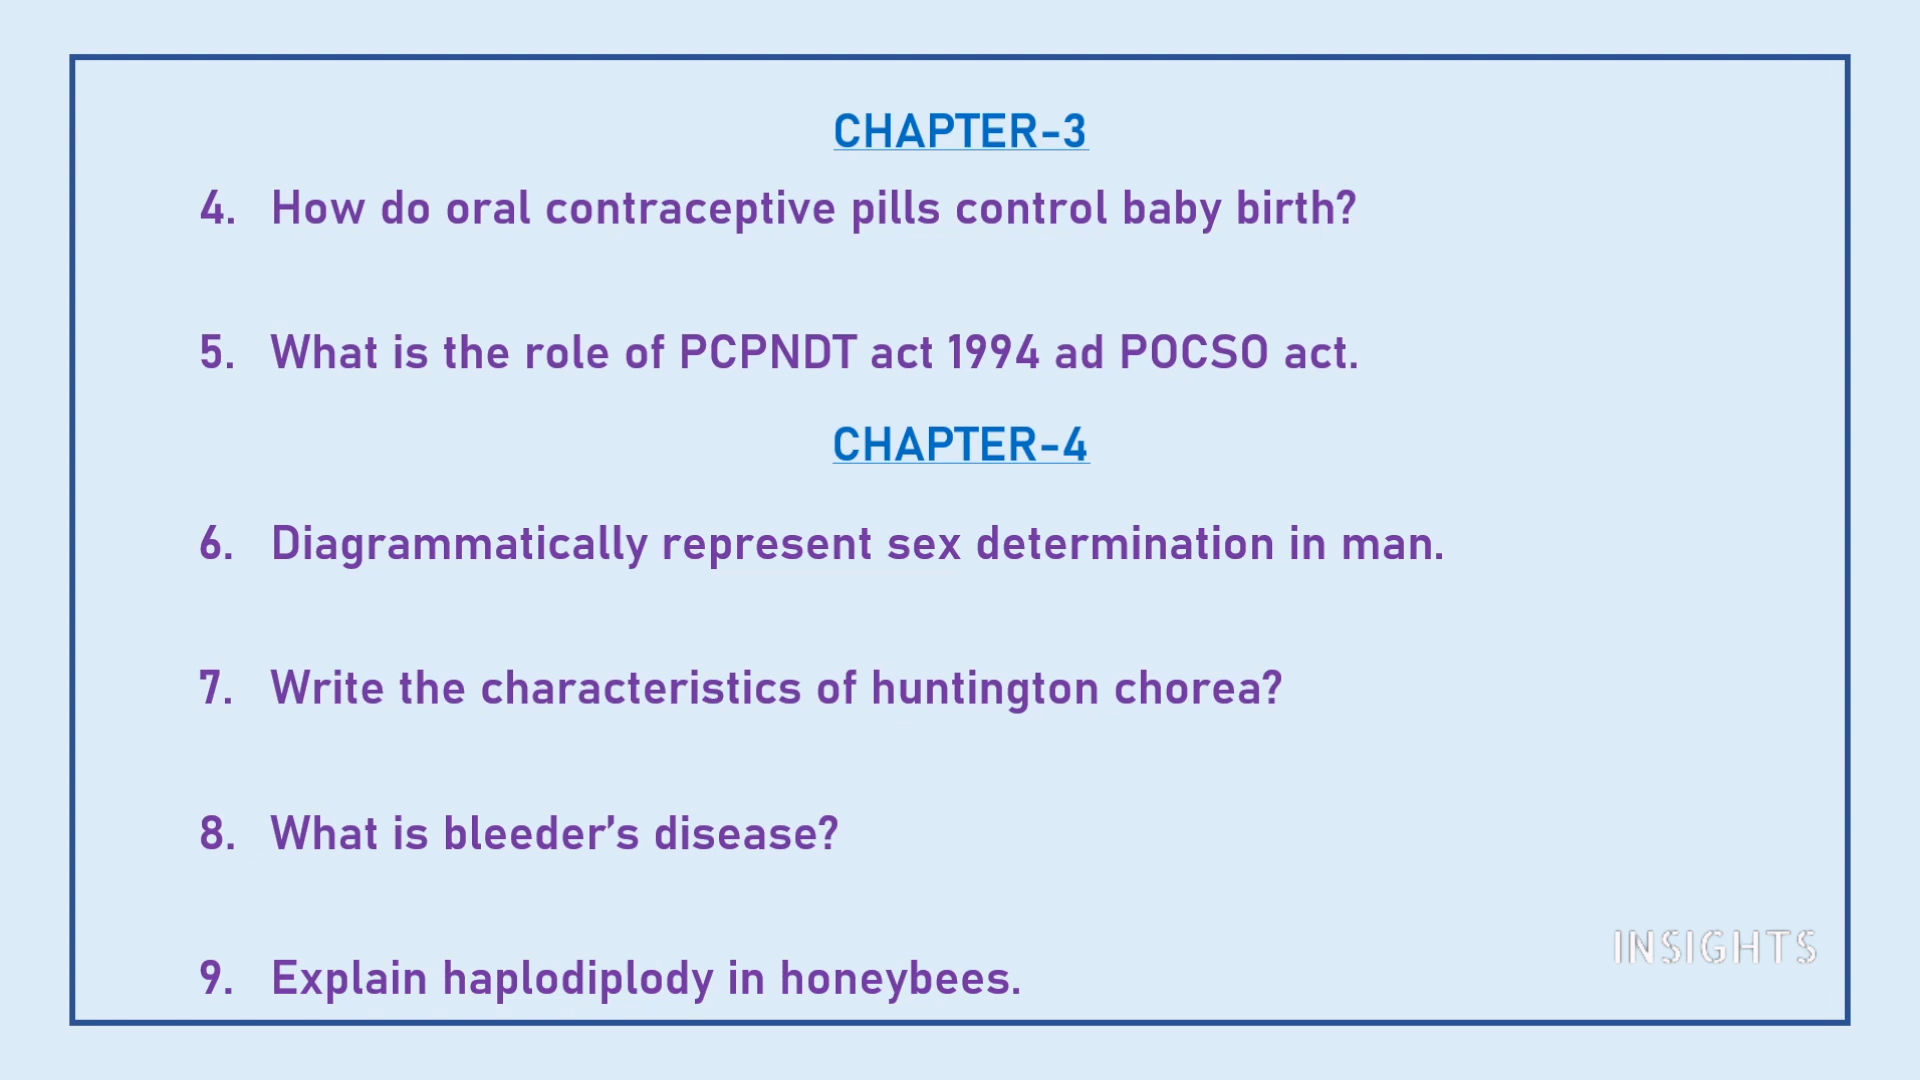 CHAPTER-3
4. How do oral contraceptive pills control baby birth?
5. What is the role of PCPNDT act 1994 ad POCSO act.
CHAPTER-4
6. Diagrammatically represent sex determination in man.
7. Write the characteristics of huntington chorea?
8. What is bleeder’s disease?
9. Explain haplodiplody in honeybees.
INSIGHTS